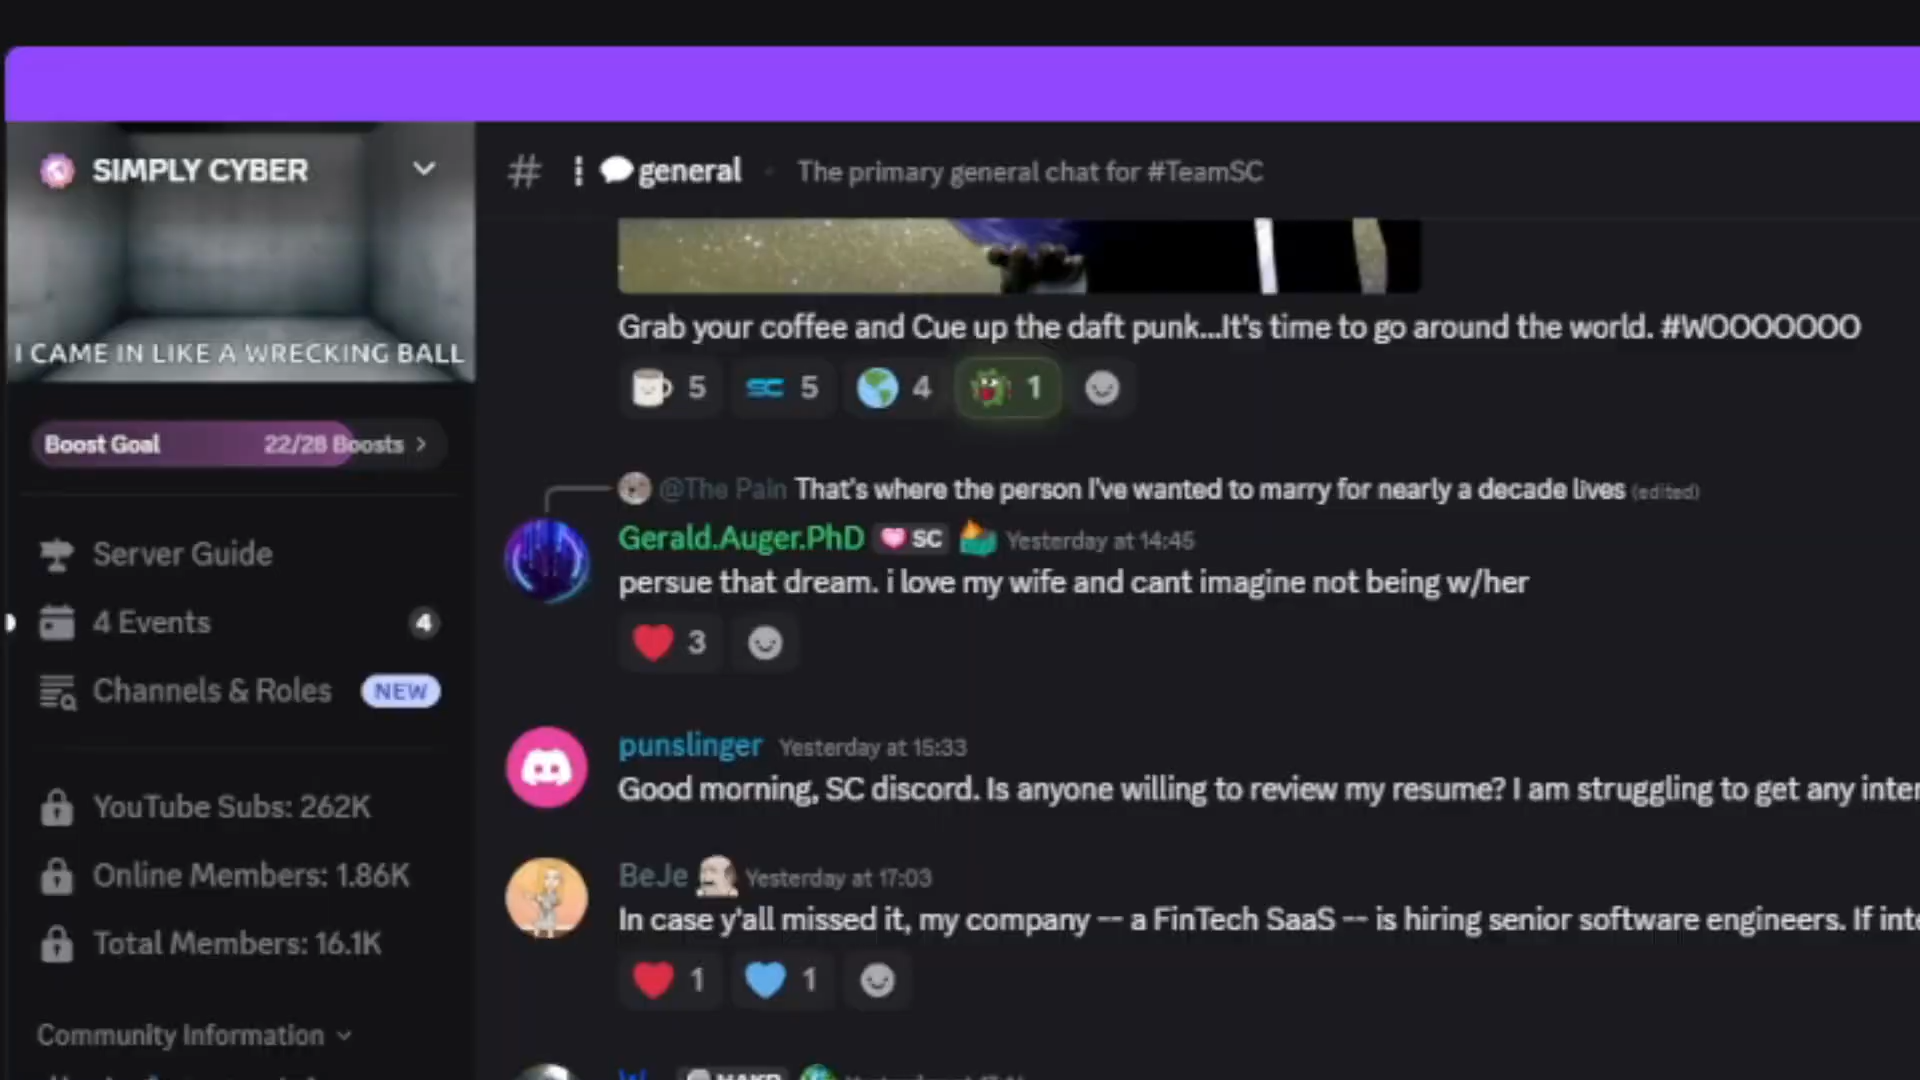 SIMPLY CYBER
I CAME IN LIKE A WRECKING BALL
Boost Goal 22/28 Boosts
Server Guide
4 Events 4
Channels & Roles NEW
YouTube Subs: 262K
Online Members: 1.86K
Total Members: 16.1K
Community Information
# general The primary general chat for #TeamSC
Grab your coffee and Cue up the daft punk...It's time to go around the world. #WOOOOOOO
5 SC 5 4 1
@The Pain That's where the person I've wanted to marry for nearly a decade lives (edited)
Gerald.Auger.PhD SC Yesterday at 14:45
persue that dream. i love my wife and cant imagine not being w/her
3
punslinger Yesterday at 15:33
Good morning, SC discord. Is anyone willing to review my resume? I am struggling to get any inter
BeJe Yesterday at 17:03
In case y'all missed it, my company -- a FinTech SaaS -- is hiring senior software engineers. If inte
1 1